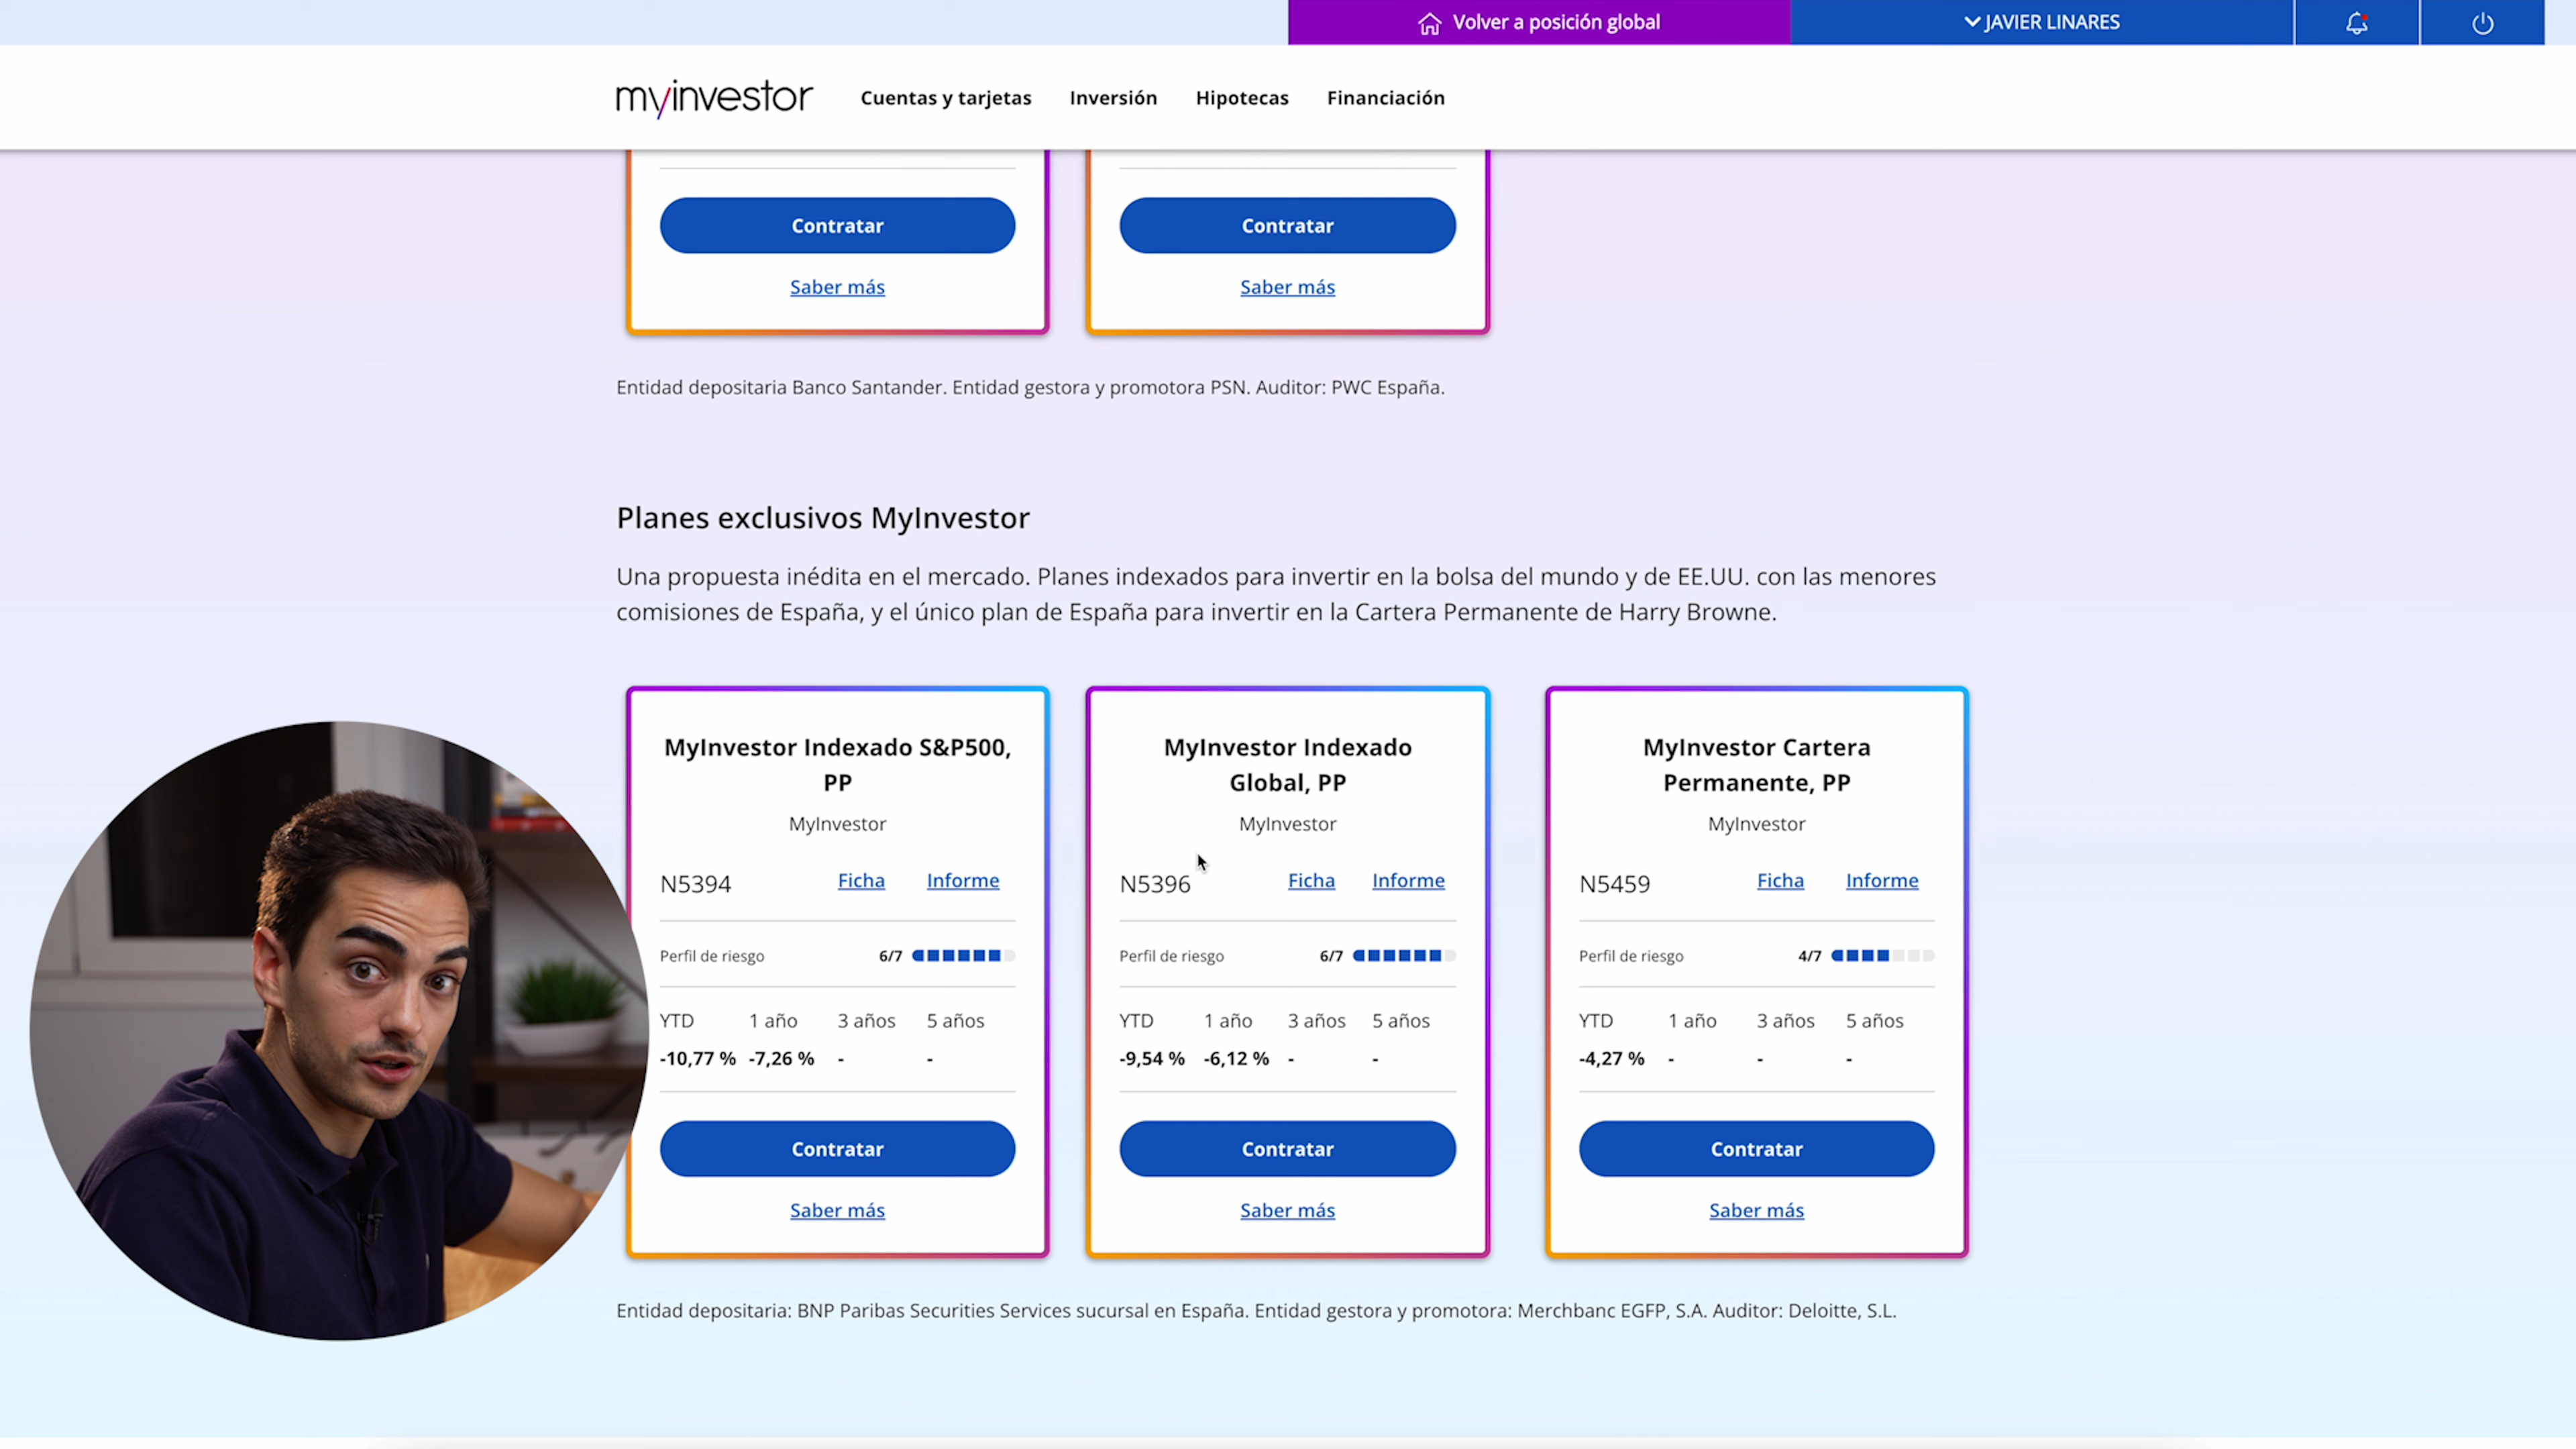 Volver a posición global
JAVIER LINARES
myinvestor
Cuentas y tarjetas
Inversión
Hipotecas
Financiación
Contratar
Contratar
Saber más
Saber más
Entidad depositaria Banco Santander. Entidad gestora y promotora PSN. Auditor: PWC España.
Planes exclusivos MyInvestor
Una propuesta inédita en el mercado. Planes indexados para invertir en la bolsa del mundo y de EE.UU. con las menores
comisiones de España, y el único plan de España para invertir en la Cartera Permanente de Harry Browne.
MyInvestor Indexado S&P500,
PP
MyInvestor
N5394 Ficha Informe
Perfil de riesgo 6/7
YTD 1 año 3 años 5 años
-10,77 % -7,26 % - -
Contratar
Saber más
MyInvestor Indexado
Global, PP
MyInvestor
N5396 Ficha Informe
Perfil de riesgo 6/7
YTD 1 año 3 años 5 años
-9,54 % -6,12 % - -
Contratar
Saber más
MyInvestor Cartera
Permanente, PP
MyInvestor
N5459 Ficha Informe
Perfil de riesgo 4/7
YTD 1 año 3 años 5 años
-4,27 % - - -
Contratar
Saber más
Entidad depositaria: BNP Paribas Securities Services sucursal en España. Entidad gestora y promotora: Merchbanc EGFP, S.A. Auditor: Deloitte, S.L.